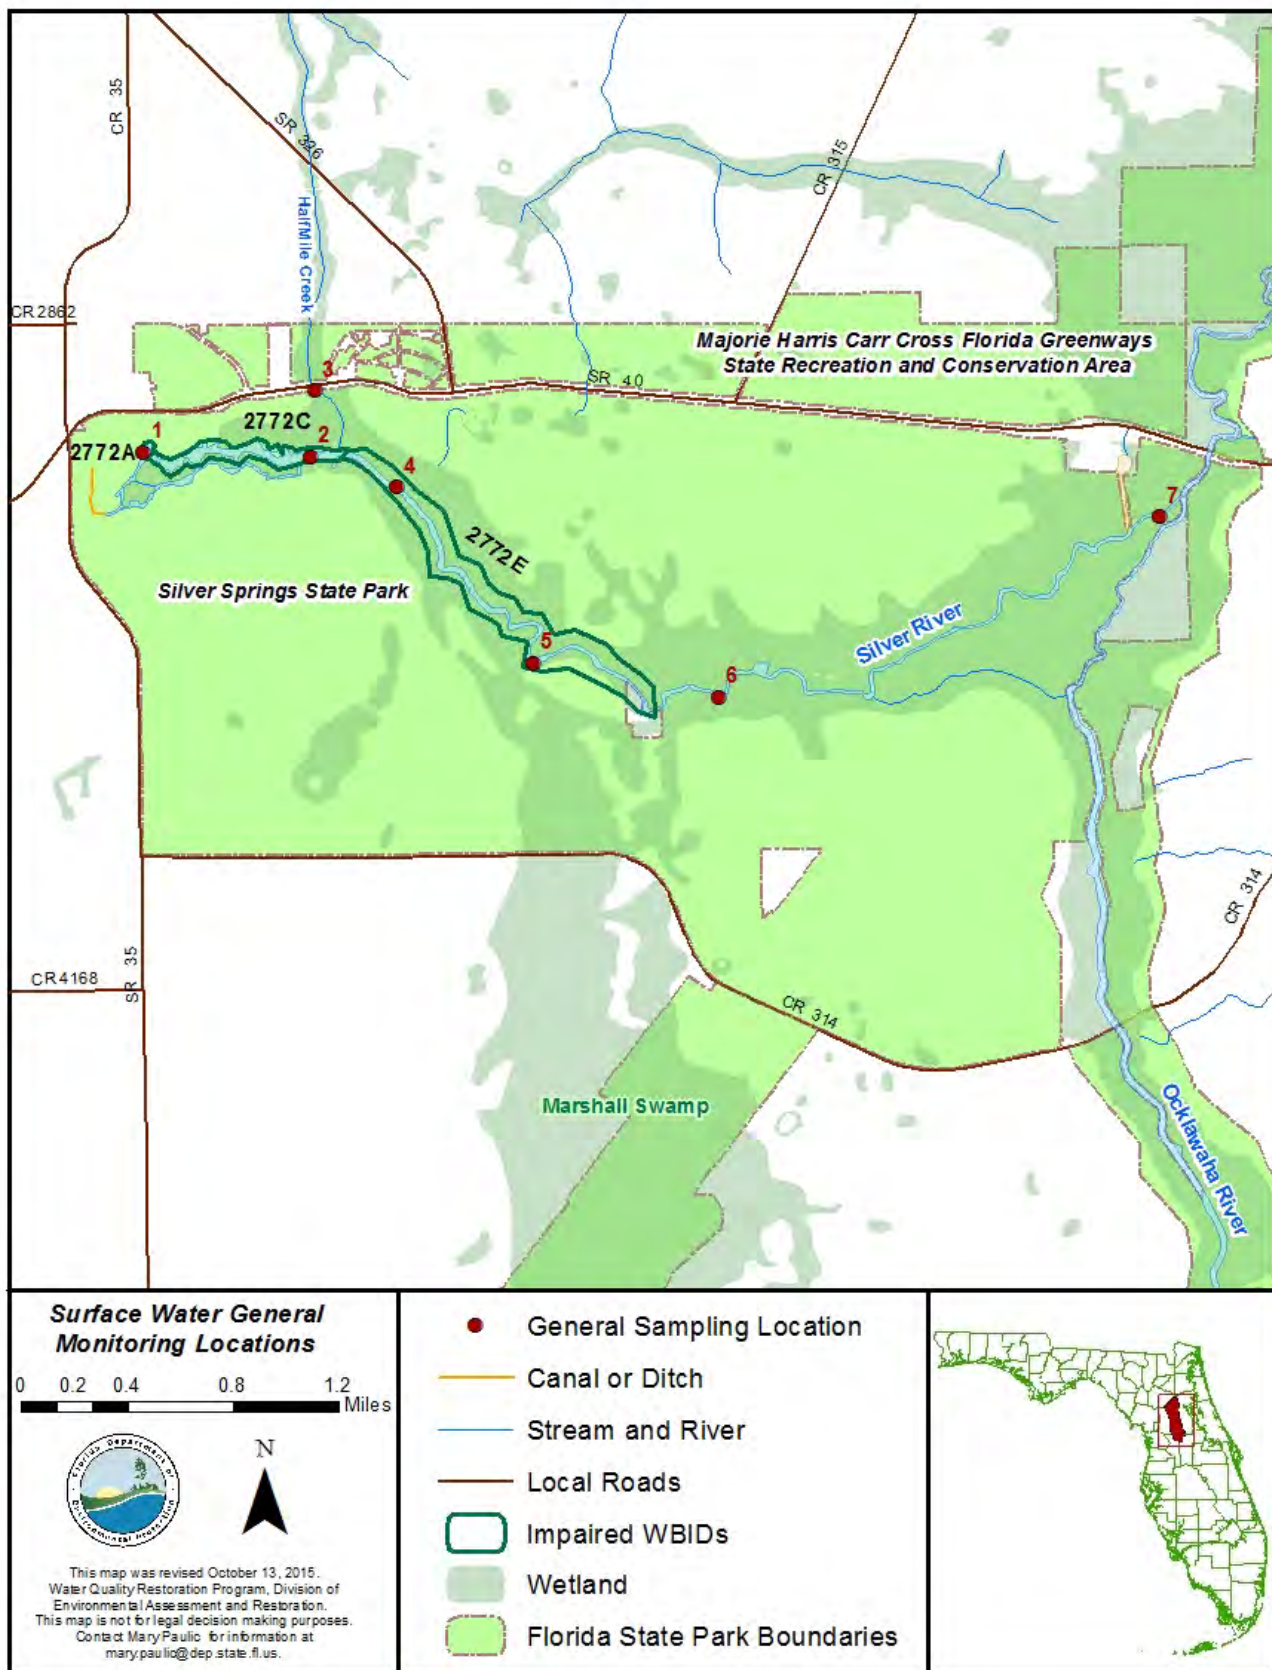 CR 35
SR 326
CR 315
HalfMile Creek
CR 2862
Majorie Harris Carr Cross Florida Greenways
State Recreation and Conservation Area
SR 40
3
2772C
1
2
2772A
4
7
2772E
Silver Springs State Park
Silver River
5
6
CR 314
SR 35
CR 4168
CR 314
Marshall Swamp
Ocklawaha River
Surface Water General
Monitoring Locations
0 0.2 0.4 0.8 1.2
Miles
Florida Department of
Environmental Protection
N
This map was revised October 13, 2015.
Water Quality Restoration Program, Division of
Environmental Assessment and Restoration.
This map is not for legal decision making purposes.
Contact Mary Paulic for information at
mary.paulic@dep.state.fl.us.
General Sampling Location
Canal or Ditch
Stream and River
Local Roads
Impaired WBIDs
Wetland
Florida State Park Boundaries